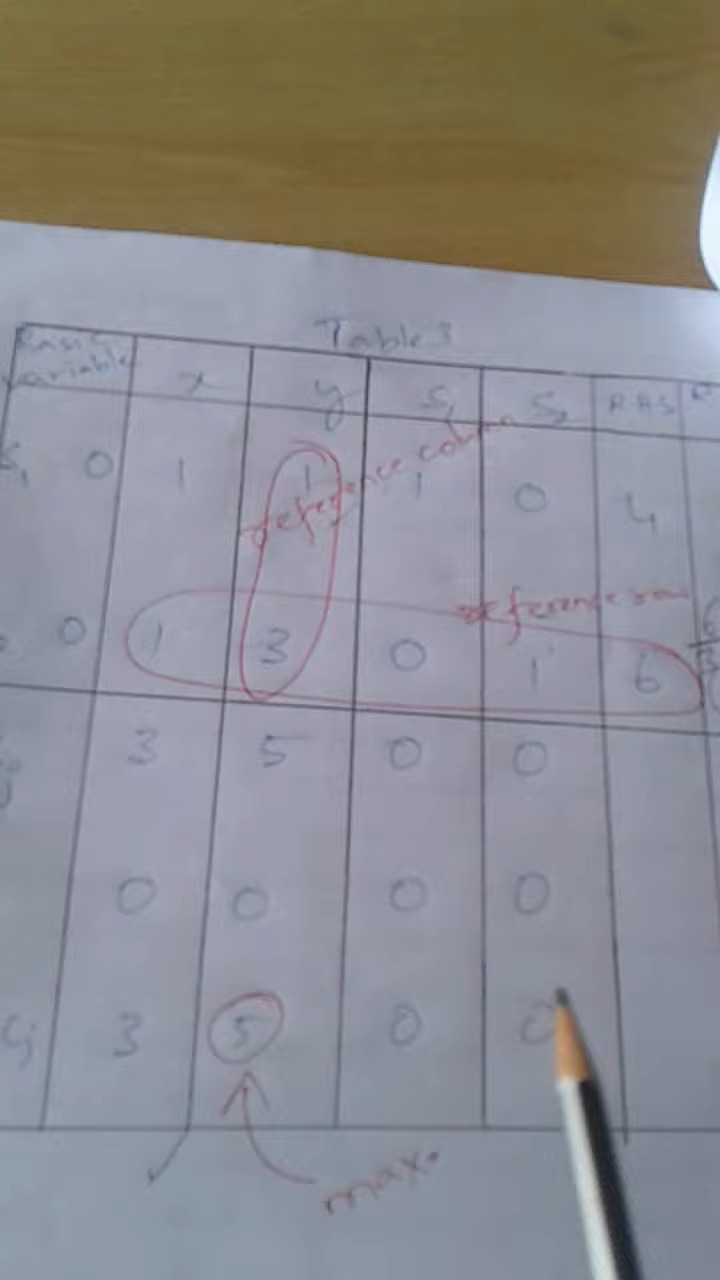 Table 3
Basic x y S₁ S₂ RHS R
variable
S₁ 0 1 1 1 0 4
reference column
reference row
0 1 3 0 1 6 6/3
3 5 0 0
0 0 0 0
Cj 3 5 0 0
max.